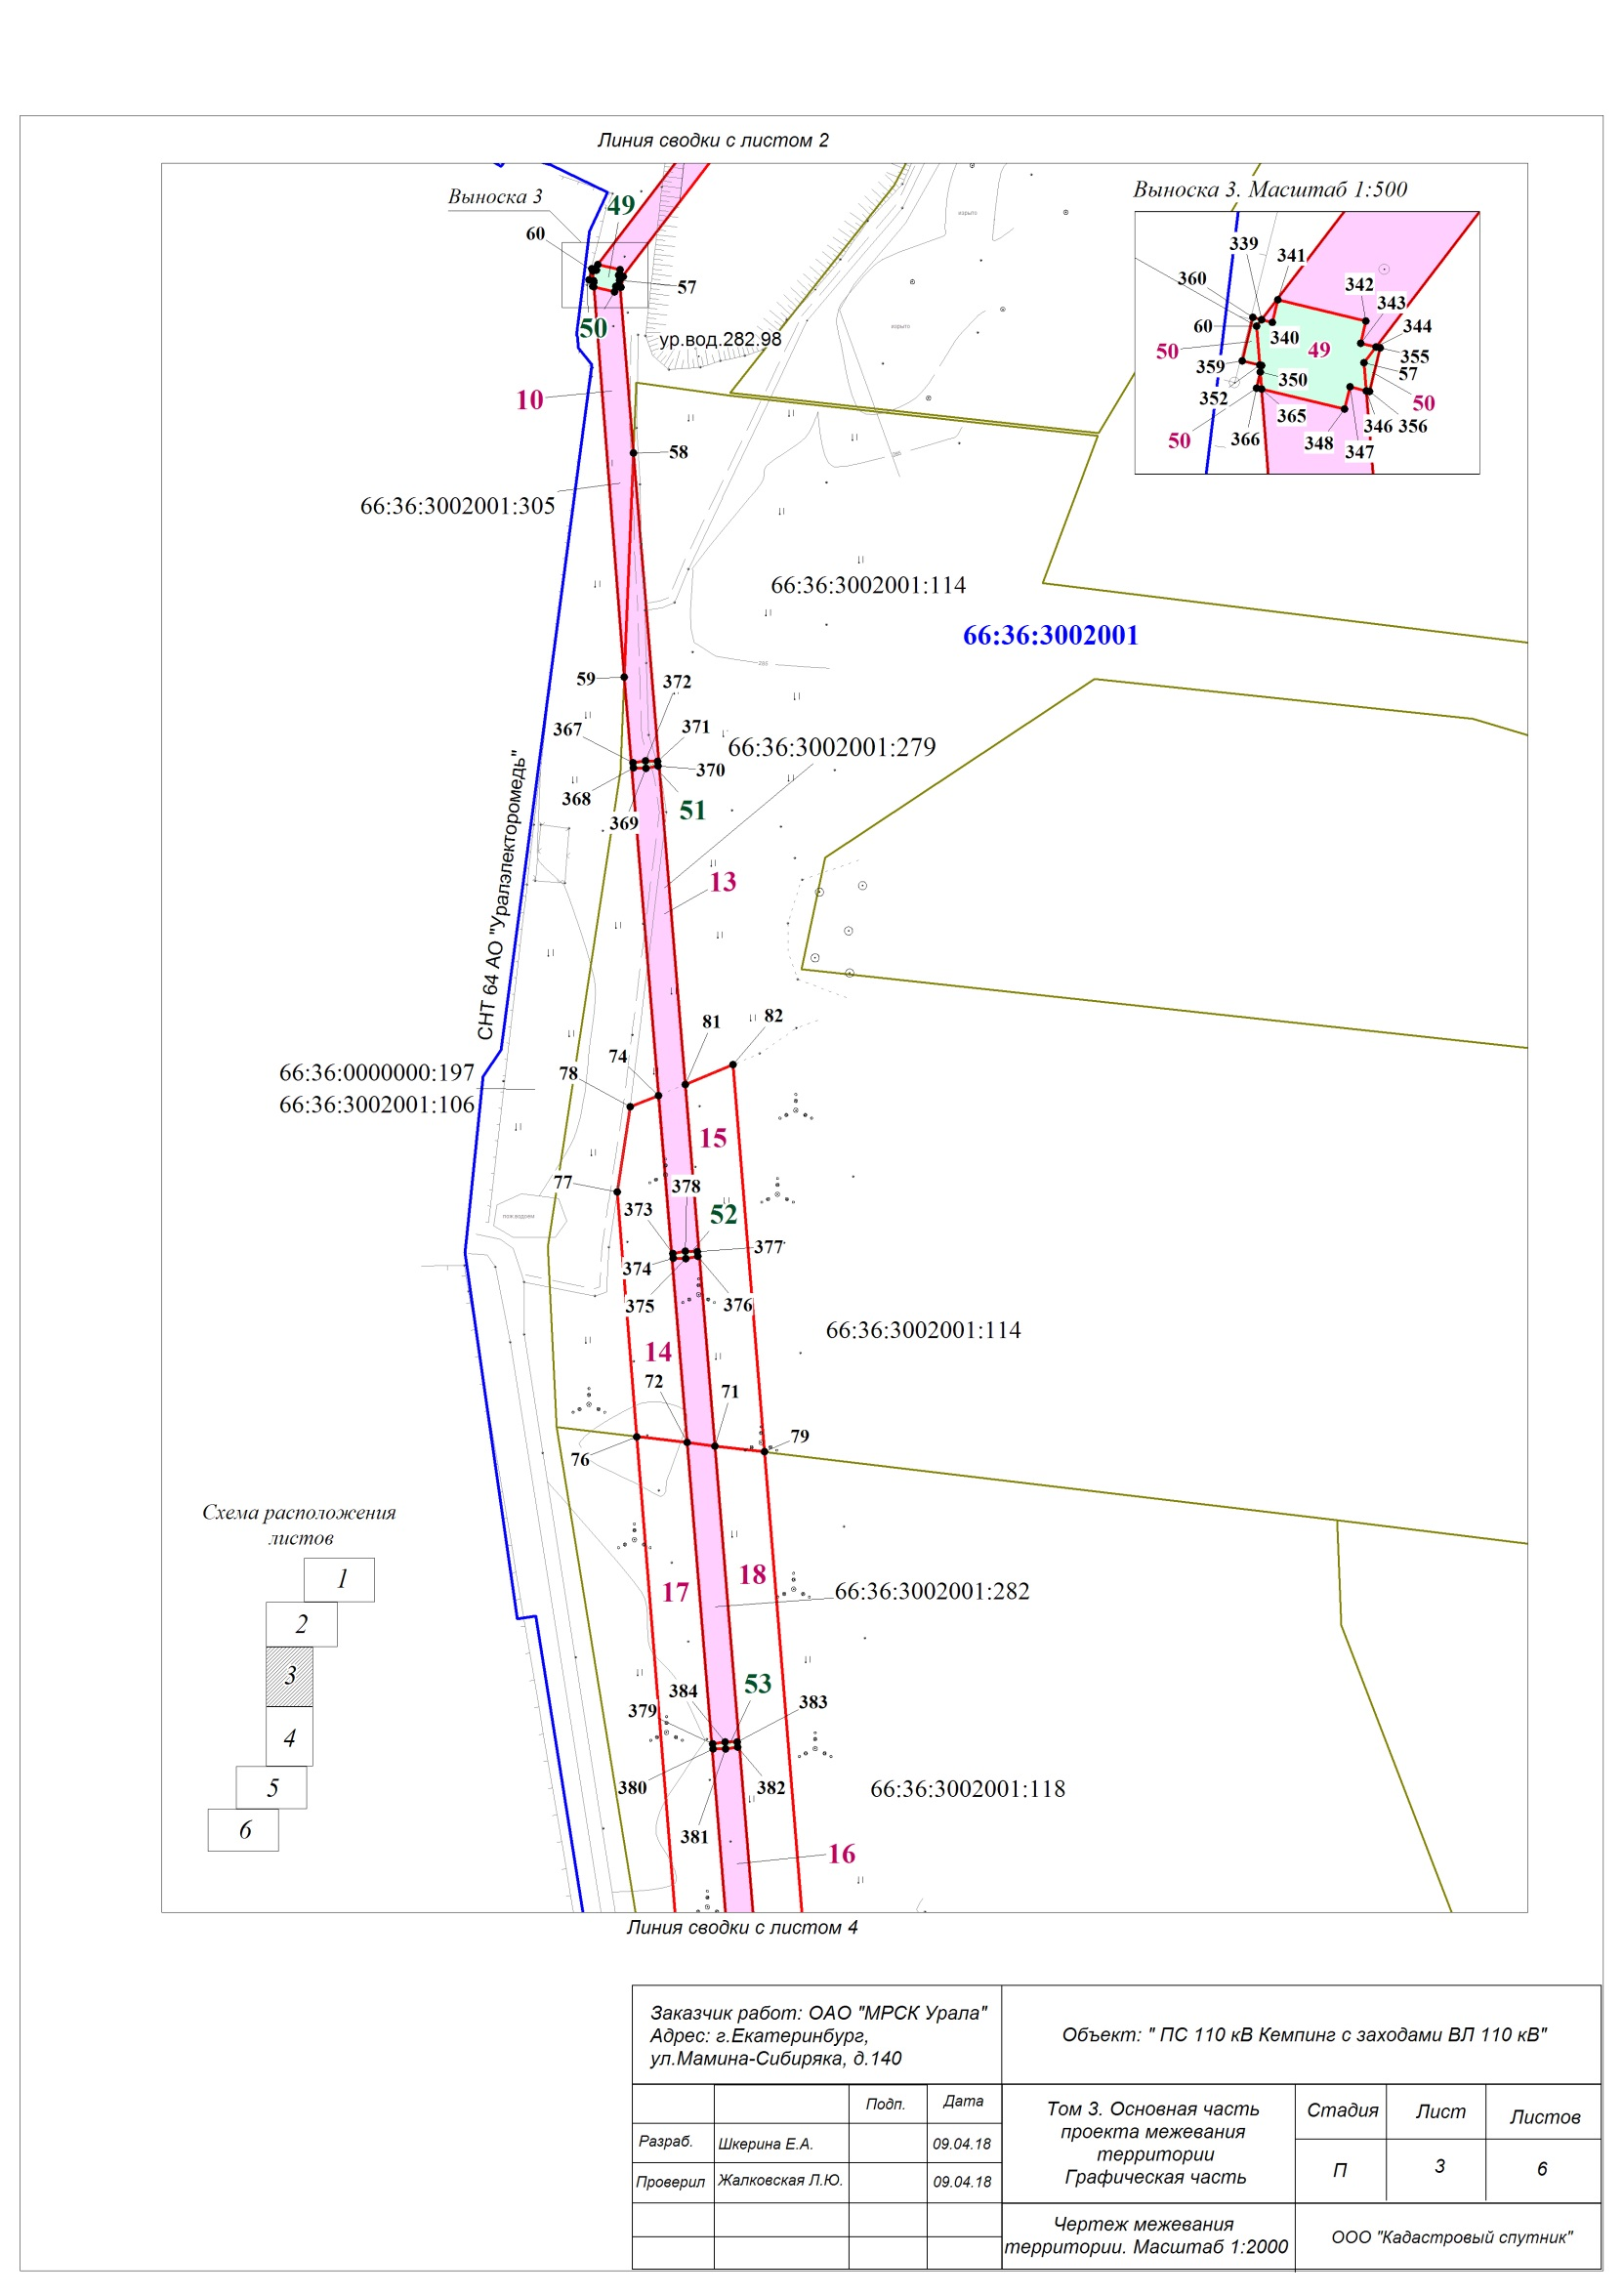 Линия сводки с листом 2
Выноска 3
49
60
57
50
ур.вод.282.98
10
58
66:36:3002001:305
Выноска 3. Масштаб 1:500
339
341
360
342
343
60
344
340
50
49
355
359
57
350
352
50
365
346
356
366
348
347
50
изрыто
изрыто
66:36:3002001:114
66:36:3002001
59
372
367
371
66:36:3002001:279
370
368
51
369
13
СНТ 64 АО "Уралэлекторомедь"
81
82
74
66:36:0000000:197
78
66:36:3002001:106
15
77
378
373
52
377
374
375
376
66:36:3002001:114
14
72
71
79
76
Схема расположения
листов
1
2
3
4
5
6
18
17
66:36:3002001:282
53
384
379
383
380
382
66:36:3002001:118
381
16
Линия сводки с листом 4
Заказчик работ: ОАО "МРСК Урала"
Адрес: г.Екатеринбург,
ул.Мамина-Сибиряка, д.140
Объект: " ПС 110 кВ Кемпинг с заходами ВЛ 110 кВ"
Подп.
Дата
Разраб.
Шкерина Е.А.
09.04.18
Проверил
Жалковская Л.Ю.
09.04.18
Том 3. Основная часть
проекта межевания
территории
Графическая часть
Стадия
Лист
Листов
П
3
6
Чертеж межевания
территории. Масштаб 1:2000
ООО "Кадастровый спутник"